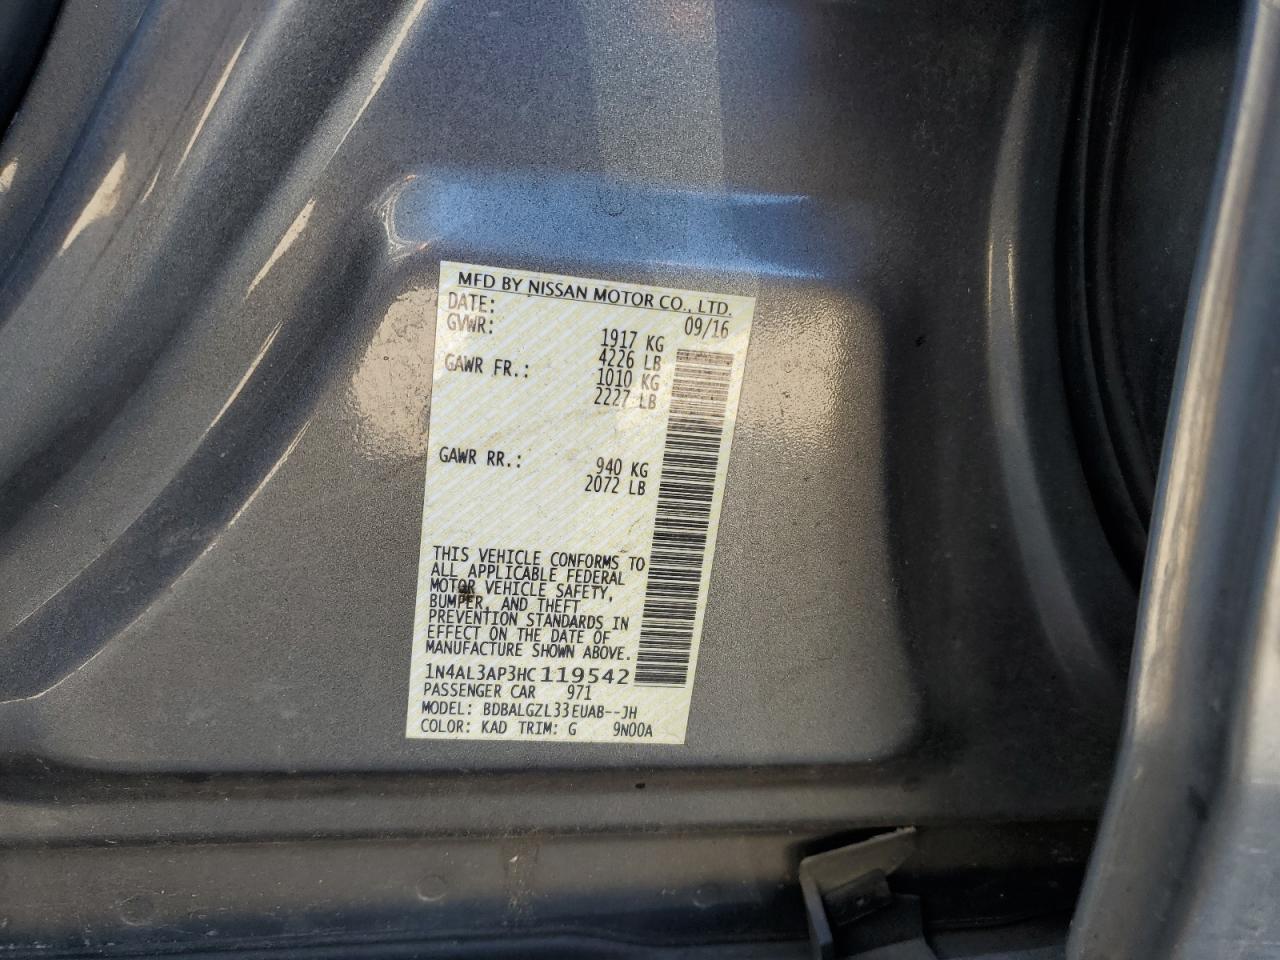 MFD BY NISSAN MOTOR CO., LTD.
DATE: 09/16
GVWR: 1917 KG
4226 LB
GAWR FR.: 1010 KG
2227 LB
GAWR RR.: 940 KG
2072 LB
THIS VEHICLE CONFORMS TO
ALL APPLICABLE FEDERAL
MOTOR VEHICLE SAFETY,
BUMPER, AND THEFT
PREVENTION STANDARDS IN
EFFECT ON THE DATE OF
MANUFACTURE SHOWN ABOVE.
1N4AL3AP3HC119542
PASSENGER CAR 971
MODEL: BDBALGZL33EUAB--JH
COLOR: KAD TRIM: G 9N00A